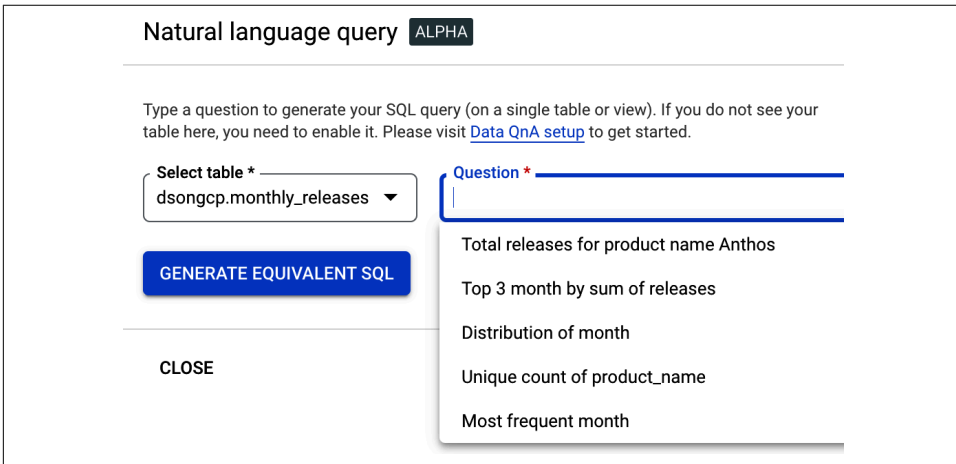 Natural language query ALPHA
Type a question to generate your SQL query (on a single table or view). If you do not see your
table here, you need to enable it. Please visit Data QnA setup to get started.
Select table *
dsongcp.monthly_releases
Question *
GENERATE EQUIVALENT SQL
Total releases for product name Anthos
Top 3 month by sum of releases
Distribution of month
Unique count of product_name
Most frequent month
CLOSE